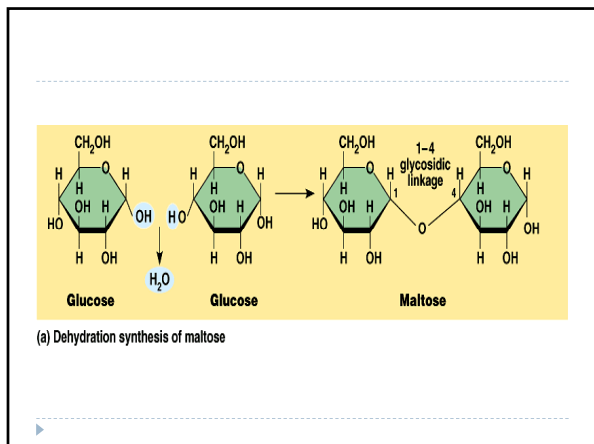 CH₂OH CH₂OH CH₂OH 1–4 CH₂OH
glycosidic
linkage
H O H H O H H O H H O H
1 4
H H H H
OH H OH HO OH H OH H OH H
HO OH HO O OH
H OH H OH H OH H OH
H₂O
Glucose Glucose Maltose
(a) Dehydration synthesis of maltose